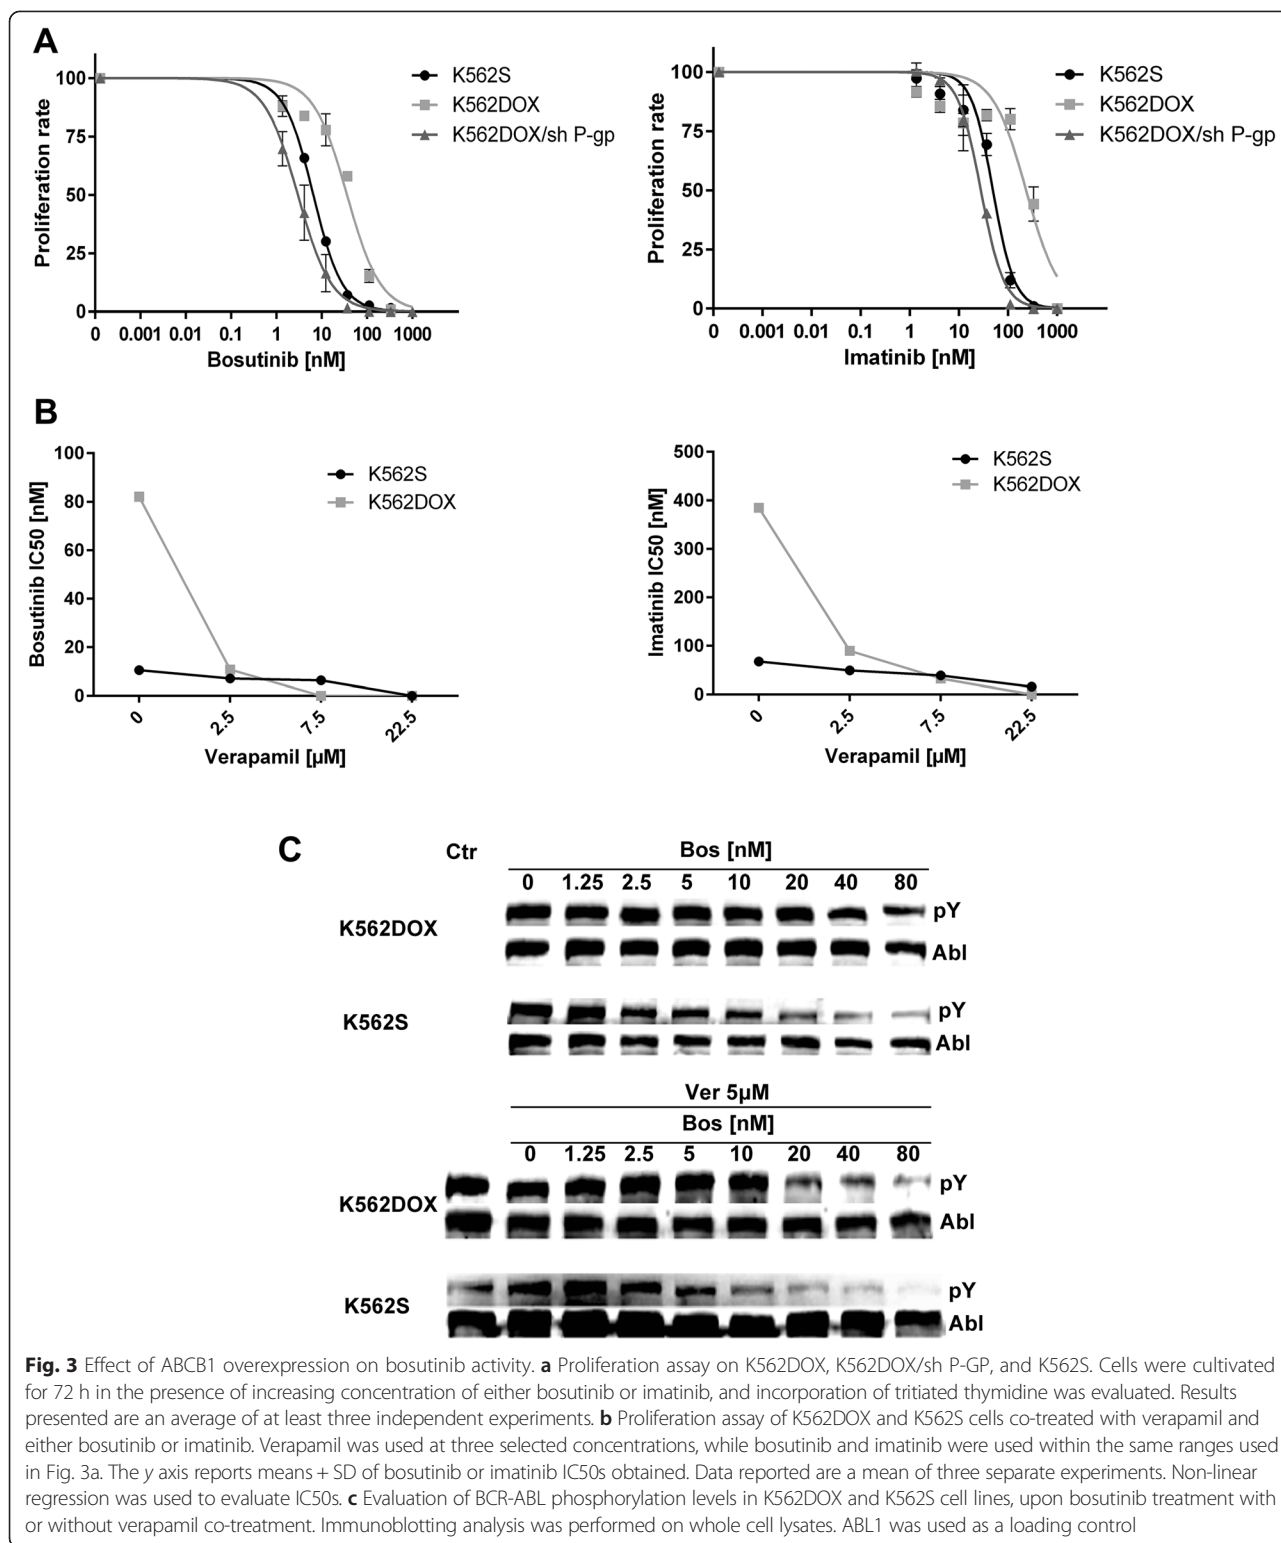 A
K562S
K562DOX
K562DOX/sh P-gp
Proliferation rate
100
75
50
25
0
0 0.001 0.01 0.1 1 10 100 1000
Bosutinib [nM]
K562S
K562DOX
K562DOX/sh P-gp
Proliferation rate
100
75
50
25
0
0 0.001 0.01 0.1 1 10 100 1000
Imatinib [nM]
B
K562S
K562DOX
Bosutinib IC50 [nM]
100
80
60
40
20
0
0 2.5 7.5 22.5
Verapamil [µM]
K562S
K562DOX
Imatinib IC50 [nM]
500
400
300
200
100
0
0 2.5 7.5 22.5
Verapamil [µM]
C
Ctr Bos [nM]
0 1.25 2.5 5 10 20 40 80
K562DOX pY
Abl
K562S pY
Abl
Ver 5µM
Bos [nM]
0 1.25 2.5 5 10 20 40 80
K562DOX pY
Abl
K562S pY
Abl
Fig. 3 Effect of ABCB1 overexpression on bosutinib activity. a Proliferation assay on K562DOX, K562DOX/sh P-GP, and K562S. Cells were cultivated
for 72 h in the presence of increasing concentration of either bosutinib or imatinib, and incorporation of tritiated thymidine was evaluated. Results
presented are an average of at least three independent experiments. b Proliferation assay of K562DOX and K562S cells co-treated with verapamil and
either bosutinib or imatinib. Verapamil was used at three selected concentrations, while bosutinib and imatinib were used within the same ranges used
in Fig. 3a. The y axis reports means + SD of bosutinib or imatinib IC50s obtained. Data reported are a mean of three separate experiments. Non-linear
regression was used to evaluate IC50s. c Evaluation of BCR-ABL phosphorylation levels in K562DOX and K562S cell lines, upon bosutinib treatment with
or without verapamil co-treatment. Immunoblotting analysis was performed on whole cell lysates. ABL1 was used as a loading control